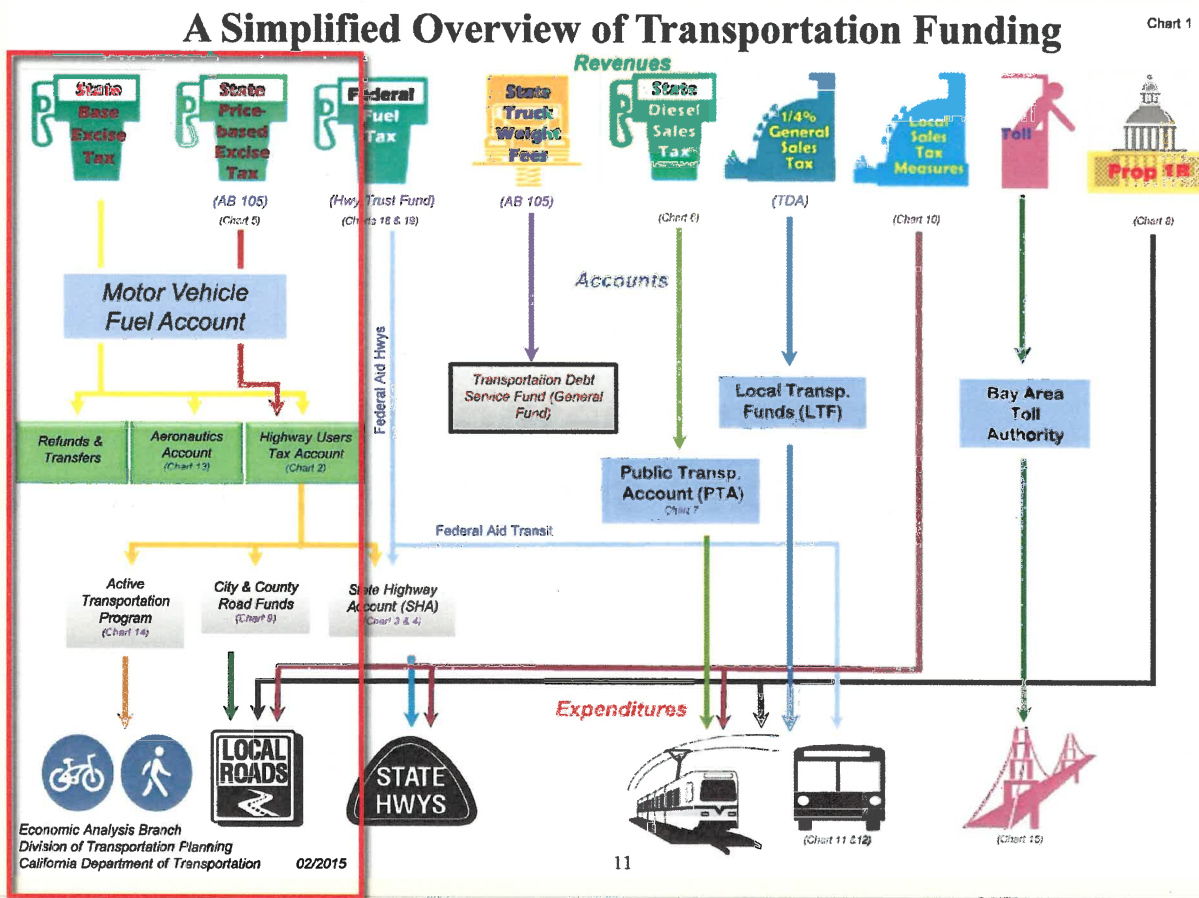 A Simplified Overview of Transportation Funding
Chart 1
Revenues
State
Base
Excise
Tax
State
Price-
based
Excise
Tax
(AB 105)
(Chart 5)
Federal
Fuel
Tax
(Hwy Trust Fund)
(Charts 18 & 19)
State
Truck
Weight
Fees
(AB 105)
State
Diesel
Sales
Tax
(Chart 6)
1/4%
General
Sales
Tax
(TDA)
Local
Sales
Tax
Measures
(Chart 10)
Toll
Prop 1B
(Chart 8)
Accounts
Motor Vehicle
Fuel Account
Federal Aid Hwys
Transportatiion Debt
Service Fund (General
Fund)
Local Transp.
Funds (LTF)
Bay Area
Toll
Authority
Refunds &
Transfers
Aeronautics
Account
(Chart 13)
Highway Users
Tax Account
(Chart 2)
Public Transp.
Account (PTA)
Chart 7
Federal Aid Transit
Active
Transportation
Program
(Chart 14)
City & County
Road Funds
(Chart 9)
State Highway
Account (SHA)
(Chart 3 & 4)
Expenditures
LOCAL
ROADS
STATE
HWYS
(Chart 11 &12)
(Chart 15)
Economic Analysis Branch
Division of Transportation Planning
California Department of Transportation 02/2015
11